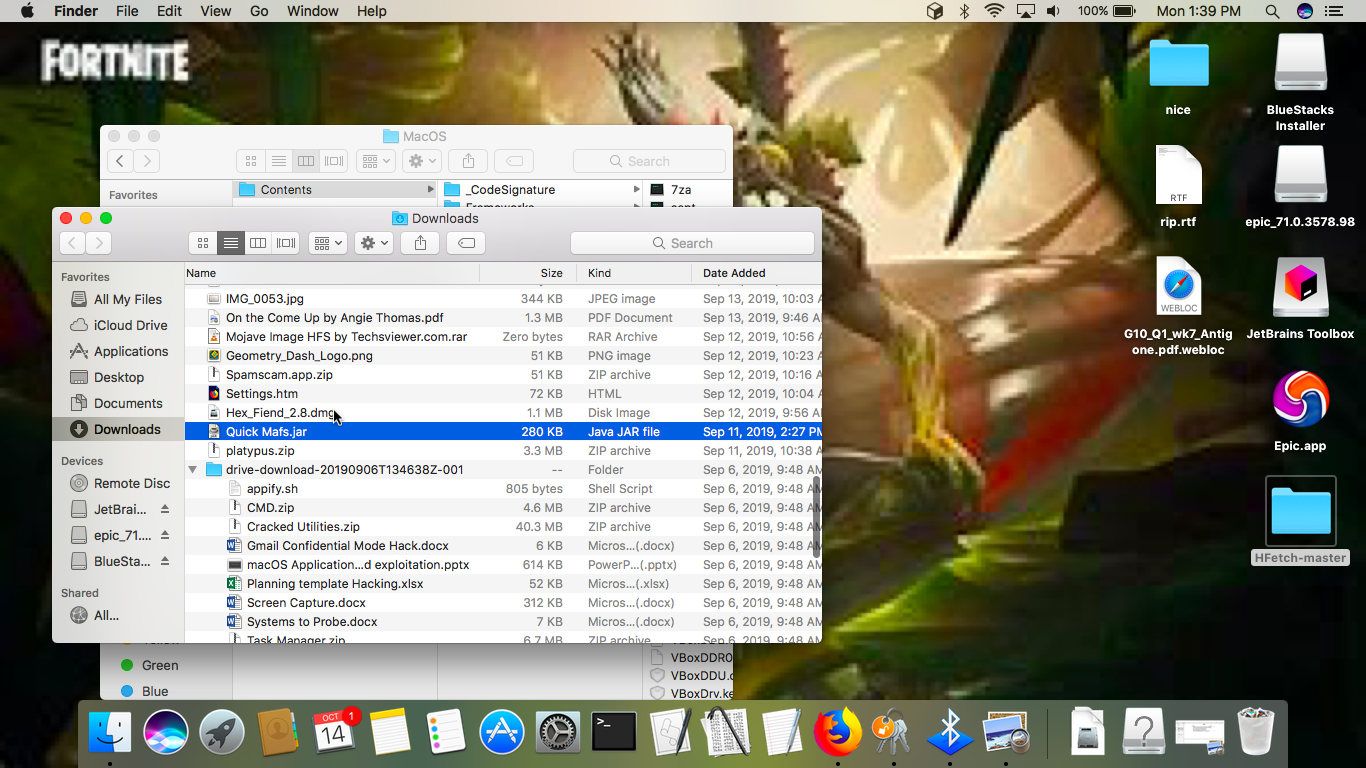 Finder File Edit View Go Window Help 100% Mon 1:39 PM
FORTNITE
nice
BlueStacks Installer
RTF
rip.rtf
epic_71.0.3578.98
WEBLOC
G10_Q1_wk7_Antig
one.pdf.webloc
JetBrains Toolbox
Epic.app
HFetch-master
MacOS
Search
Favorites
Contents
_CodeSignature
7za
Downloads
Search
Favorites
All My Files
iCloud Drive
Applications
Desktop
Documents
Downloads
Devices
Remote Disc
JetBrai...
epic_71....
BlueSta...
Shared
All...
Name Size Kind Date Added
IMG_0053.jpg 344 KB JPEG image Sep 13, 2019, 10:03 A
On the Come Up by Angie Thomas.pdf 1.3 MB PDF Document Sep 13, 2019, 9:46 A
Mojave Image HFS by Techsviewer.com.rar Zero bytes RAR Archive Sep 12, 2019, 10:56 A
Geometry_Dash_Logo.png 51 KB PNG image Sep 12, 2019, 10:23 A
Spamscam.app.zip 51 KB ZIP archive Sep 12, 2019, 10:16 A
Settings.htm 72 KB HTML Sep 12, 2019, 10:04 A
Hex_Fiend_2.8.dmg 1.1 MB Disk Image Sep 12, 2019, 9:56 A
Quick Mafs.jar 280 KB Java JAR file Sep 11, 2019, 2:27 PM
platypus.zip 3.3 MB ZIP archive Sep 11, 2019, 10:38 A
drive-download-20190906T134638Z-001 -- Folder Sep 6, 2019, 9:48 AM
appify.sh 805 bytes Shell Script Sep 6, 2019, 9:48 AM
CMD.zip 4.6 MB ZIP archive Sep 6, 2019, 9:48 AM
Cracked Utilities.zip 40.3 MB ZIP archive Sep 6, 2019, 9:48 AM
Gmail Confidential Mode Hack.docx 6 KB Micros...(.docx) Sep 6, 2019, 9:48 AM
macOS Application...d exploitation.pptx 614 KB PowerP...(.pptx) Sep 6, 2019, 9:48 AM
Planning template Hacking.xlsx 52 KB Micros...(.xlsx) Sep 6, 2019, 9:48 AM
Screen Capture.docx 312 KB Micros...(.docx) Sep 6, 2019, 9:48 AM
Systems to Probe.docx 7 KB Micros...(.docx) Sep 6, 2019, 9:48 AM
Task Manager.zip 6.7 MB ZIP archive Sep 6, 2019, 9:48 AM
Green
Blue
VBoxDDR0
VBoxDDU.
VBoxDrv.ke
OCT
14
1